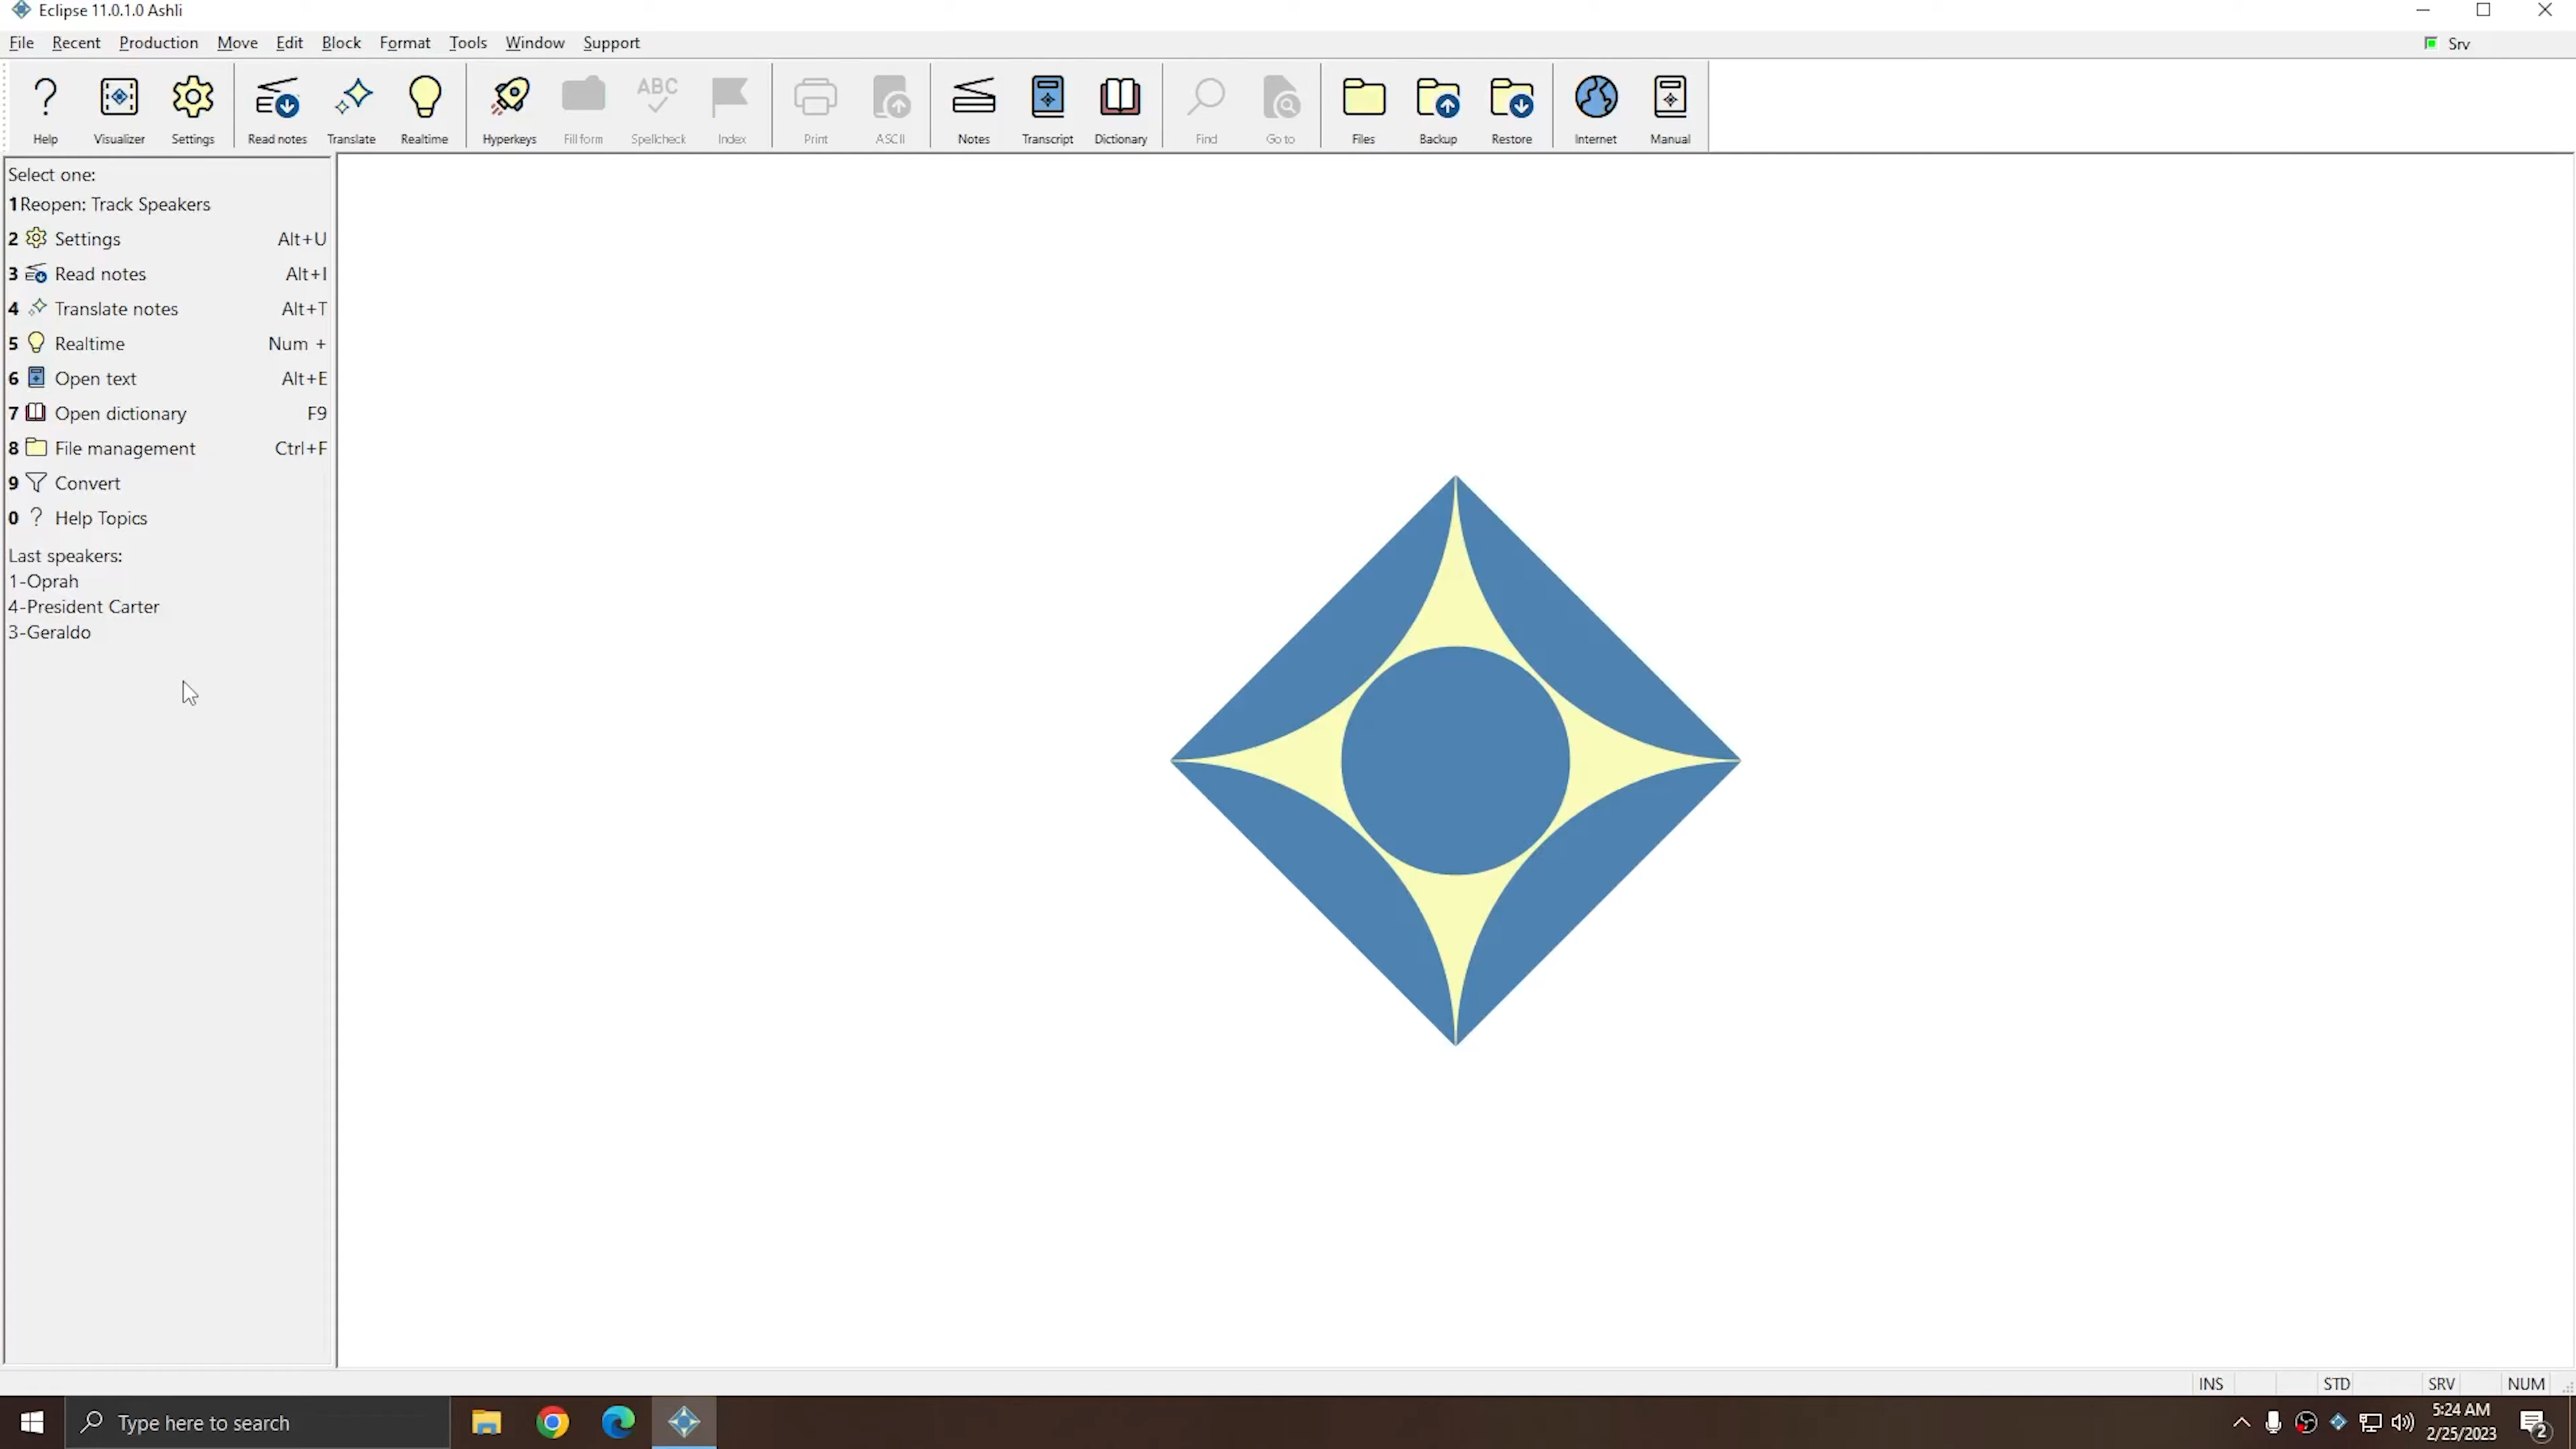 Eclipse 11.0.1.0 Ashli
File Recent Production Move Edit Block Format Tools Window Support Srv
Help Visualizer Settings Read notes Translate Realtime Hyperkeys Fill form Spellcheck Index Print ASCII Notes Transcript Dictionary Find Go to Files Backup Restore Internet Manual
ABC
Select one:
1 Reopen: Track Speakers
2 Settings Alt+U
3 Read notes Alt+I
4 Translate notes Alt+T
5 Realtime Num +
6 Open text Alt+E
7 Open dictionary F9
8 File management Ctrl+F
9 Convert
0 Help Topics
Last speakers:
1-Oprah
4-President Carter
3-Geraldo
INS STD SRV NUM
Type here to search
5:24 AM
2/25/2023
2